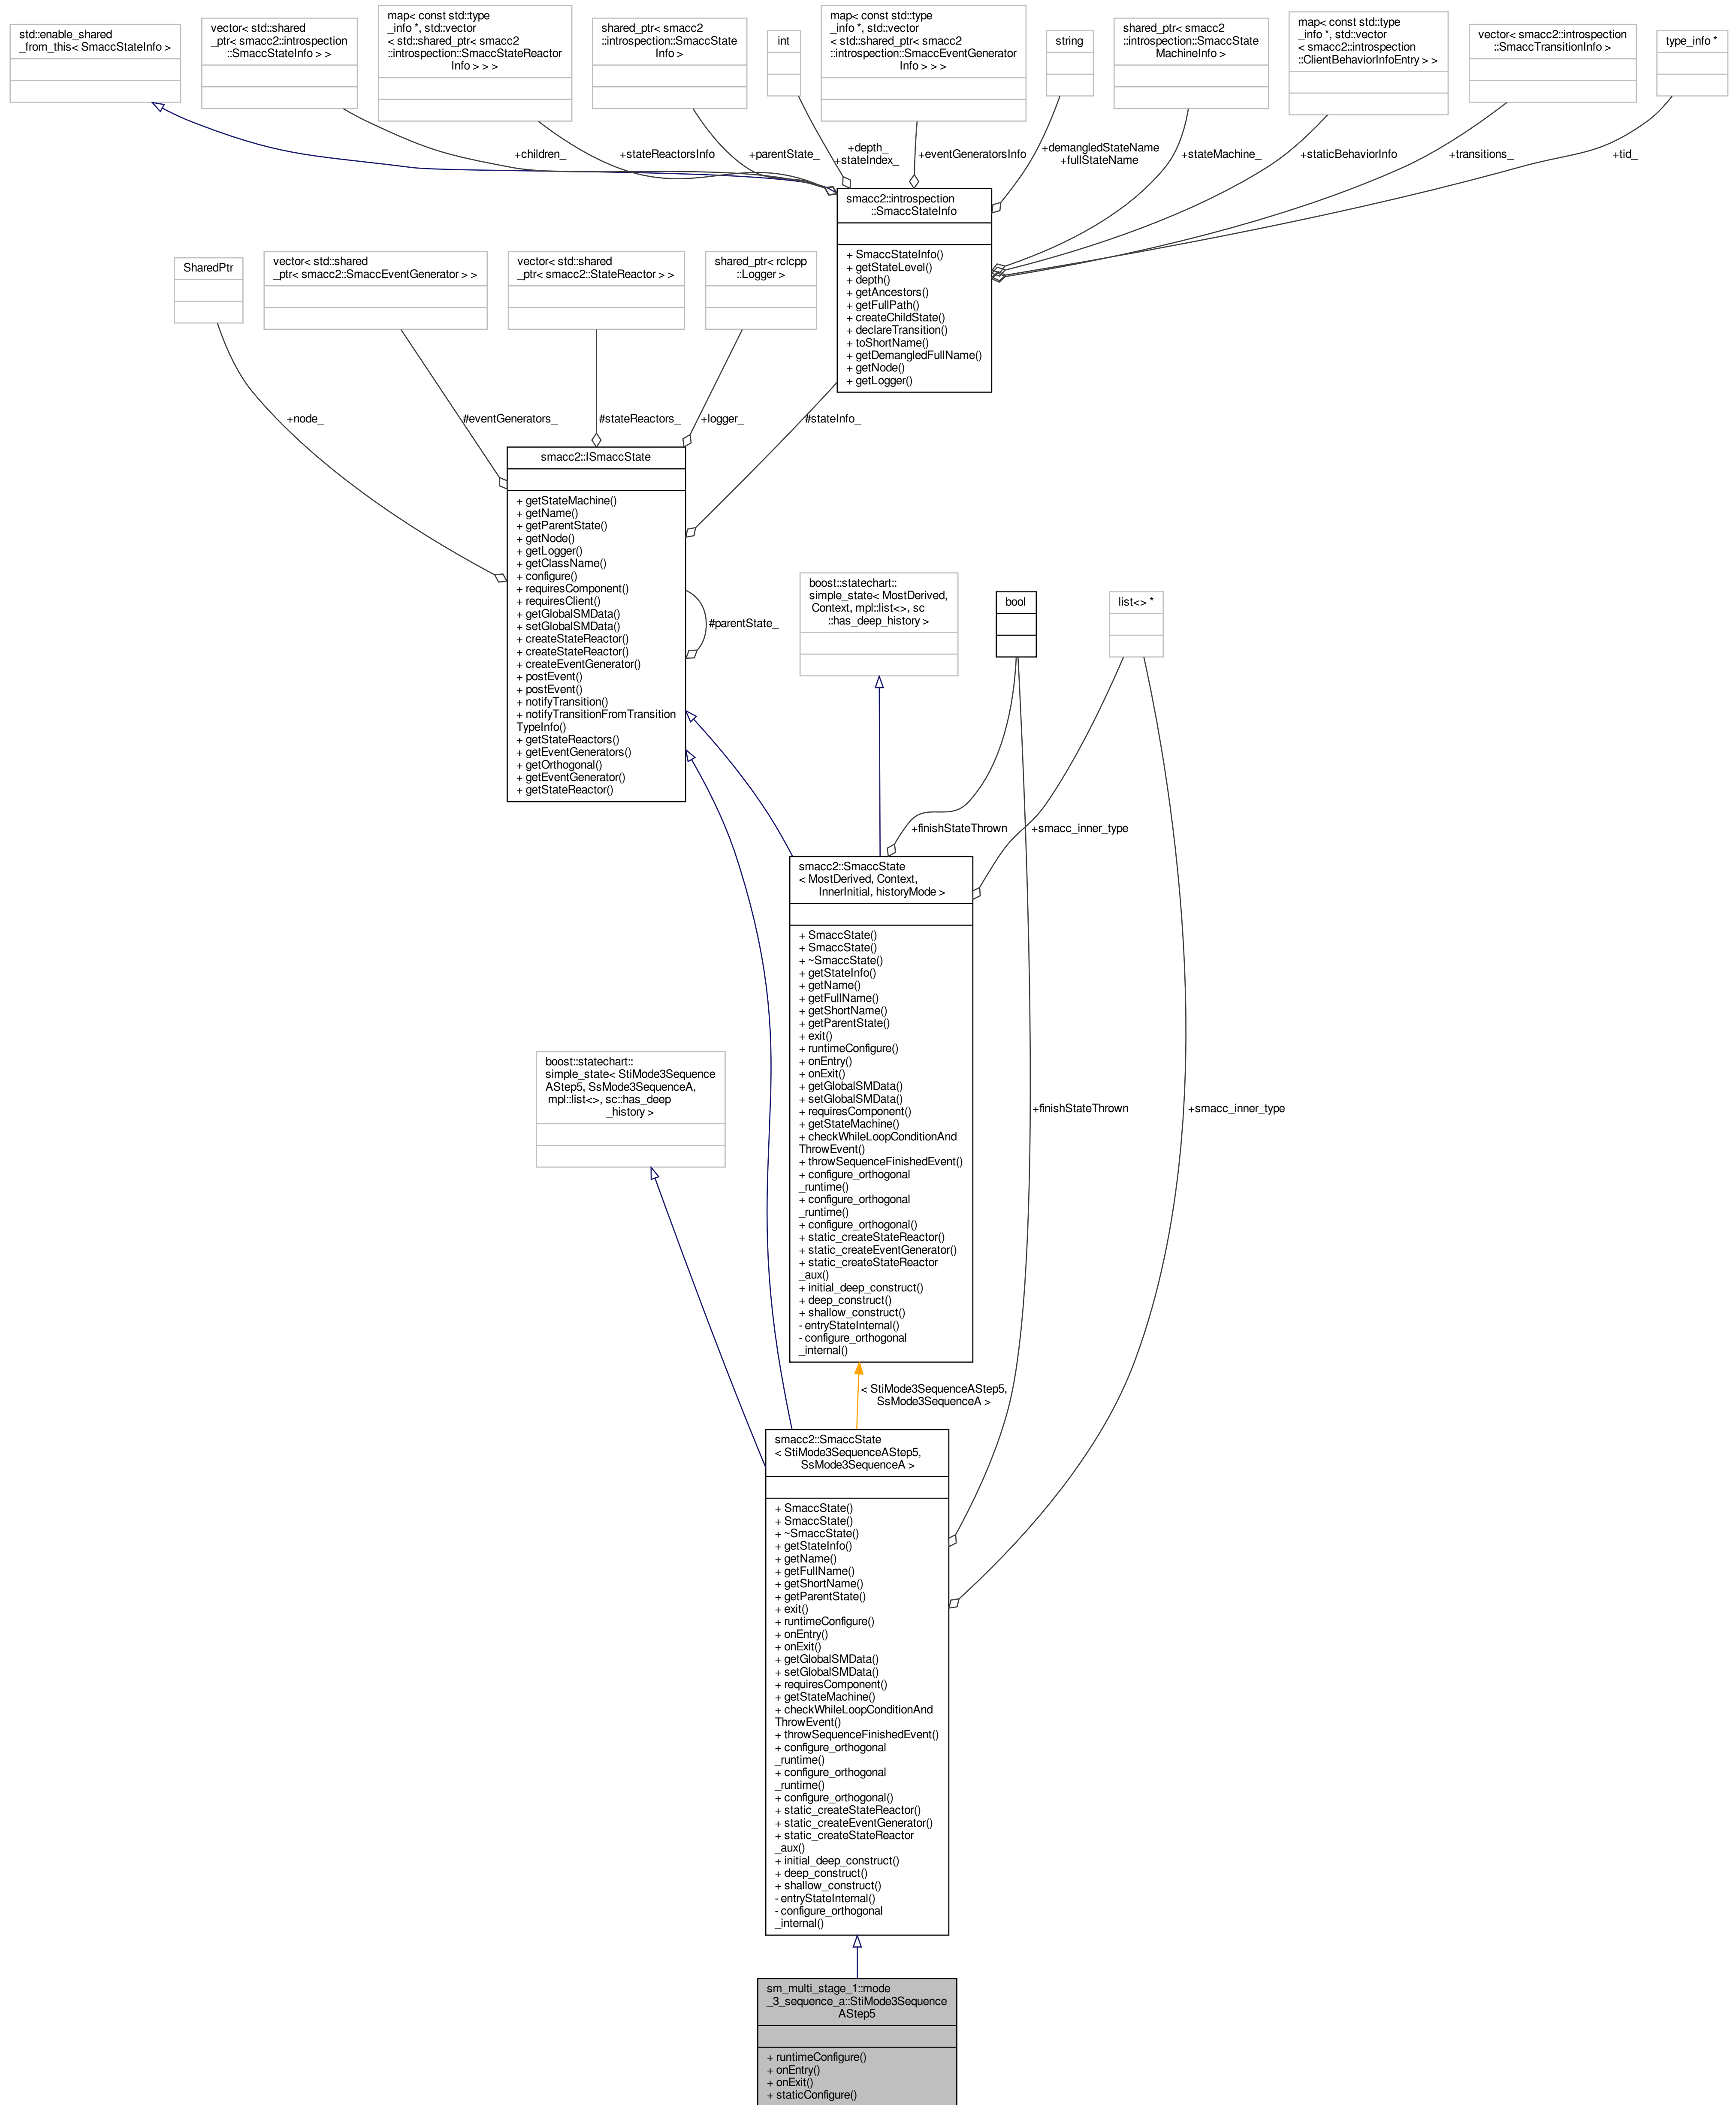 std::enable_shared
_from_this< SmaccStateInfo >
vector< std::shared
_ptr< smacc2::introspection
::SmaccStateInfo > >
map< const std::type
_info *, std::vector
< std::shared_ptr< smacc2
::introspection::SmaccStateReactor
Info > > >
shared_ptr< smacc2
::introspection::SmaccState
Info >
int
map< const std::type
_info *, std::vector
< std::shared_ptr< smacc2
::introspection::SmaccEventGenerator
Info > > >
string
shared_ptr< smacc2
::introspection::SmaccState
MachineInfo >
map< const std::type
_info *, std::vector
< smacc2::introspection
::ClientBehaviorInfoEntry > >
vector< smacc2::introspection
::SmaccTransitionInfo >
type_info *
+children_
+stateReactorsInfo
+parentState_
+depth_
+stateIndex_
+eventGeneratorsInfo
+demangledStateName
+fullStateName
+stateMachine_
+staticBehaviorInfo
+transitions_
+tid_
smacc2::introspection
::SmaccStateInfo
+ SmaccStateInfo()
+ getStateLevel()
+ depth()
+ getAncestors()
+ getFullPath()
+ createChildState()
+ declareTransition()
+ toShortName()
+ getDemangledFullName()
+ getNode()
+ getLogger()
SharedPtr
vector< std::shared
_ptr< smacc2::SmaccEventGenerator > >
vector< std::shared
_ptr< smacc2::StateReactor > >
shared_ptr< rclcpp
::Logger >
+node_
#eventGenerators_
#stateReactors_
+logger_
#stateInfo_
smacc2::ISmaccState
+ getStateMachine()
+ getName()
+ getParentState()
+ getNode()
+ getLogger()
+ getClassName()
+ configure()
+ requiresComponent()
+ requiresClient()
+ getGlobalSMData()
+ setGlobalSMData()
+ createStateReactor()
+ createStateReactor()
+ createEventGenerator()
+ postEvent()
+ postEvent()
+ notifyTransition()
+ notifyTransitionFromTransition
TypeInfo()
+ getStateReactors()
+ getEventGenerators()
+ getOrthogonal()
+ getEventGenerator()
+ getStateReactor()
#parentState_
boost::statechart::
simple_state< MostDerived,
Context, mpl::list<>, sc
::has_deep_history >
bool
list<> *
+finishStateThrown
+smacc_inner_type
smacc2::SmaccState
< MostDerived, Context,
InnerInitial, historyMode >
+ SmaccState()
+ SmaccState()
+ ~SmaccState()
+ getStateInfo()
+ getName()
+ getFullName()
+ getShortName()
+ getParentState()
+ exit()
+ runtimeConfigure()
+ onEntry()
+ onExit()
+ getGlobalSMData()
+ setGlobalSMData()
+ requiresComponent()
+ getStateMachine()
+ checkWhileLoopConditionAnd
ThrowEvent()
+ throwSequenceFinishedEvent()
+ configure_orthogonal
_runtime()
+ configure_orthogonal
_runtime()
+ configure_orthogonal()
+ static_createStateReactor()
+ static_createEventGenerator()
+ static_createStateReactor
_aux()
+ initial_deep_construct()
+ deep_construct()
+ shallow_construct()
- entryStateInternal()
- configure_orthogonal
_internal()
boost::statechart::
simple_state< StiMode3Sequence
AStep5, SsMode3SequenceA,
mpl::list<>, sc::has_deep
_history >
+finishStateThrown
+smacc_inner_type
< StiMode3SequenceAStep5,
SsMode3SequenceA >
smacc2::SmaccState
< StiMode3SequenceAStep5,
SsMode3SequenceA >
+ SmaccState()
+ SmaccState()
+ ~SmaccState()
+ getStateInfo()
+ getName()
+ getFullName()
+ getShortName()
+ getParentState()
+ exit()
+ runtimeConfigure()
+ onEntry()
+ onExit()
+ getGlobalSMData()
+ setGlobalSMData()
+ requiresComponent()
+ getStateMachine()
+ checkWhileLoopConditionAnd
ThrowEvent()
+ throwSequenceFinishedEvent()
+ configure_orthogonal
_runtime()
+ configure_orthogonal
_runtime()
+ configure_orthogonal()
+ static_createStateReactor()
+ static_createEventGenerator()
+ static_createStateReactor
_aux()
+ initial_deep_construct()
+ deep_construct()
+ shallow_construct()
- entryStateInternal()
- configure_orthogonal
_internal()
sm_multi_stage_1::mode
_3_sequence_a::StiMode3Sequence
AStep5
+ runtimeConfigure()
+ onEntry()
+ onExit()
+ staticConfigure()